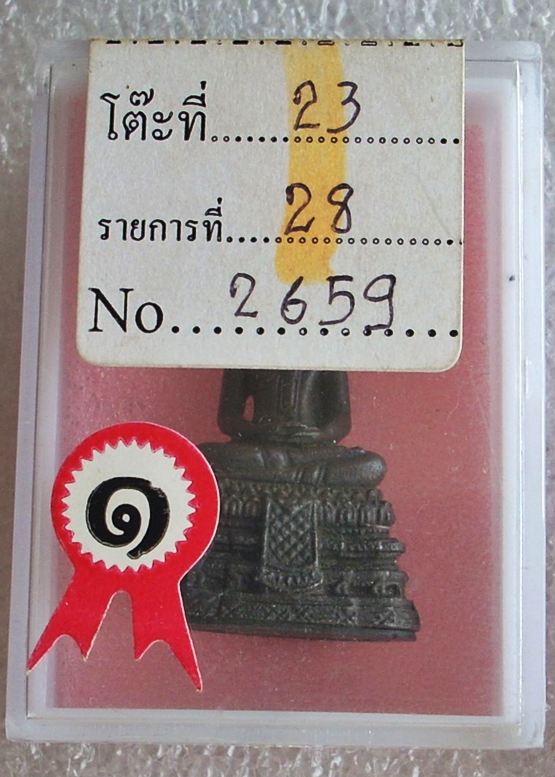 โต๊ะที่ 23
รายการที่ 28
No. 2659
๑